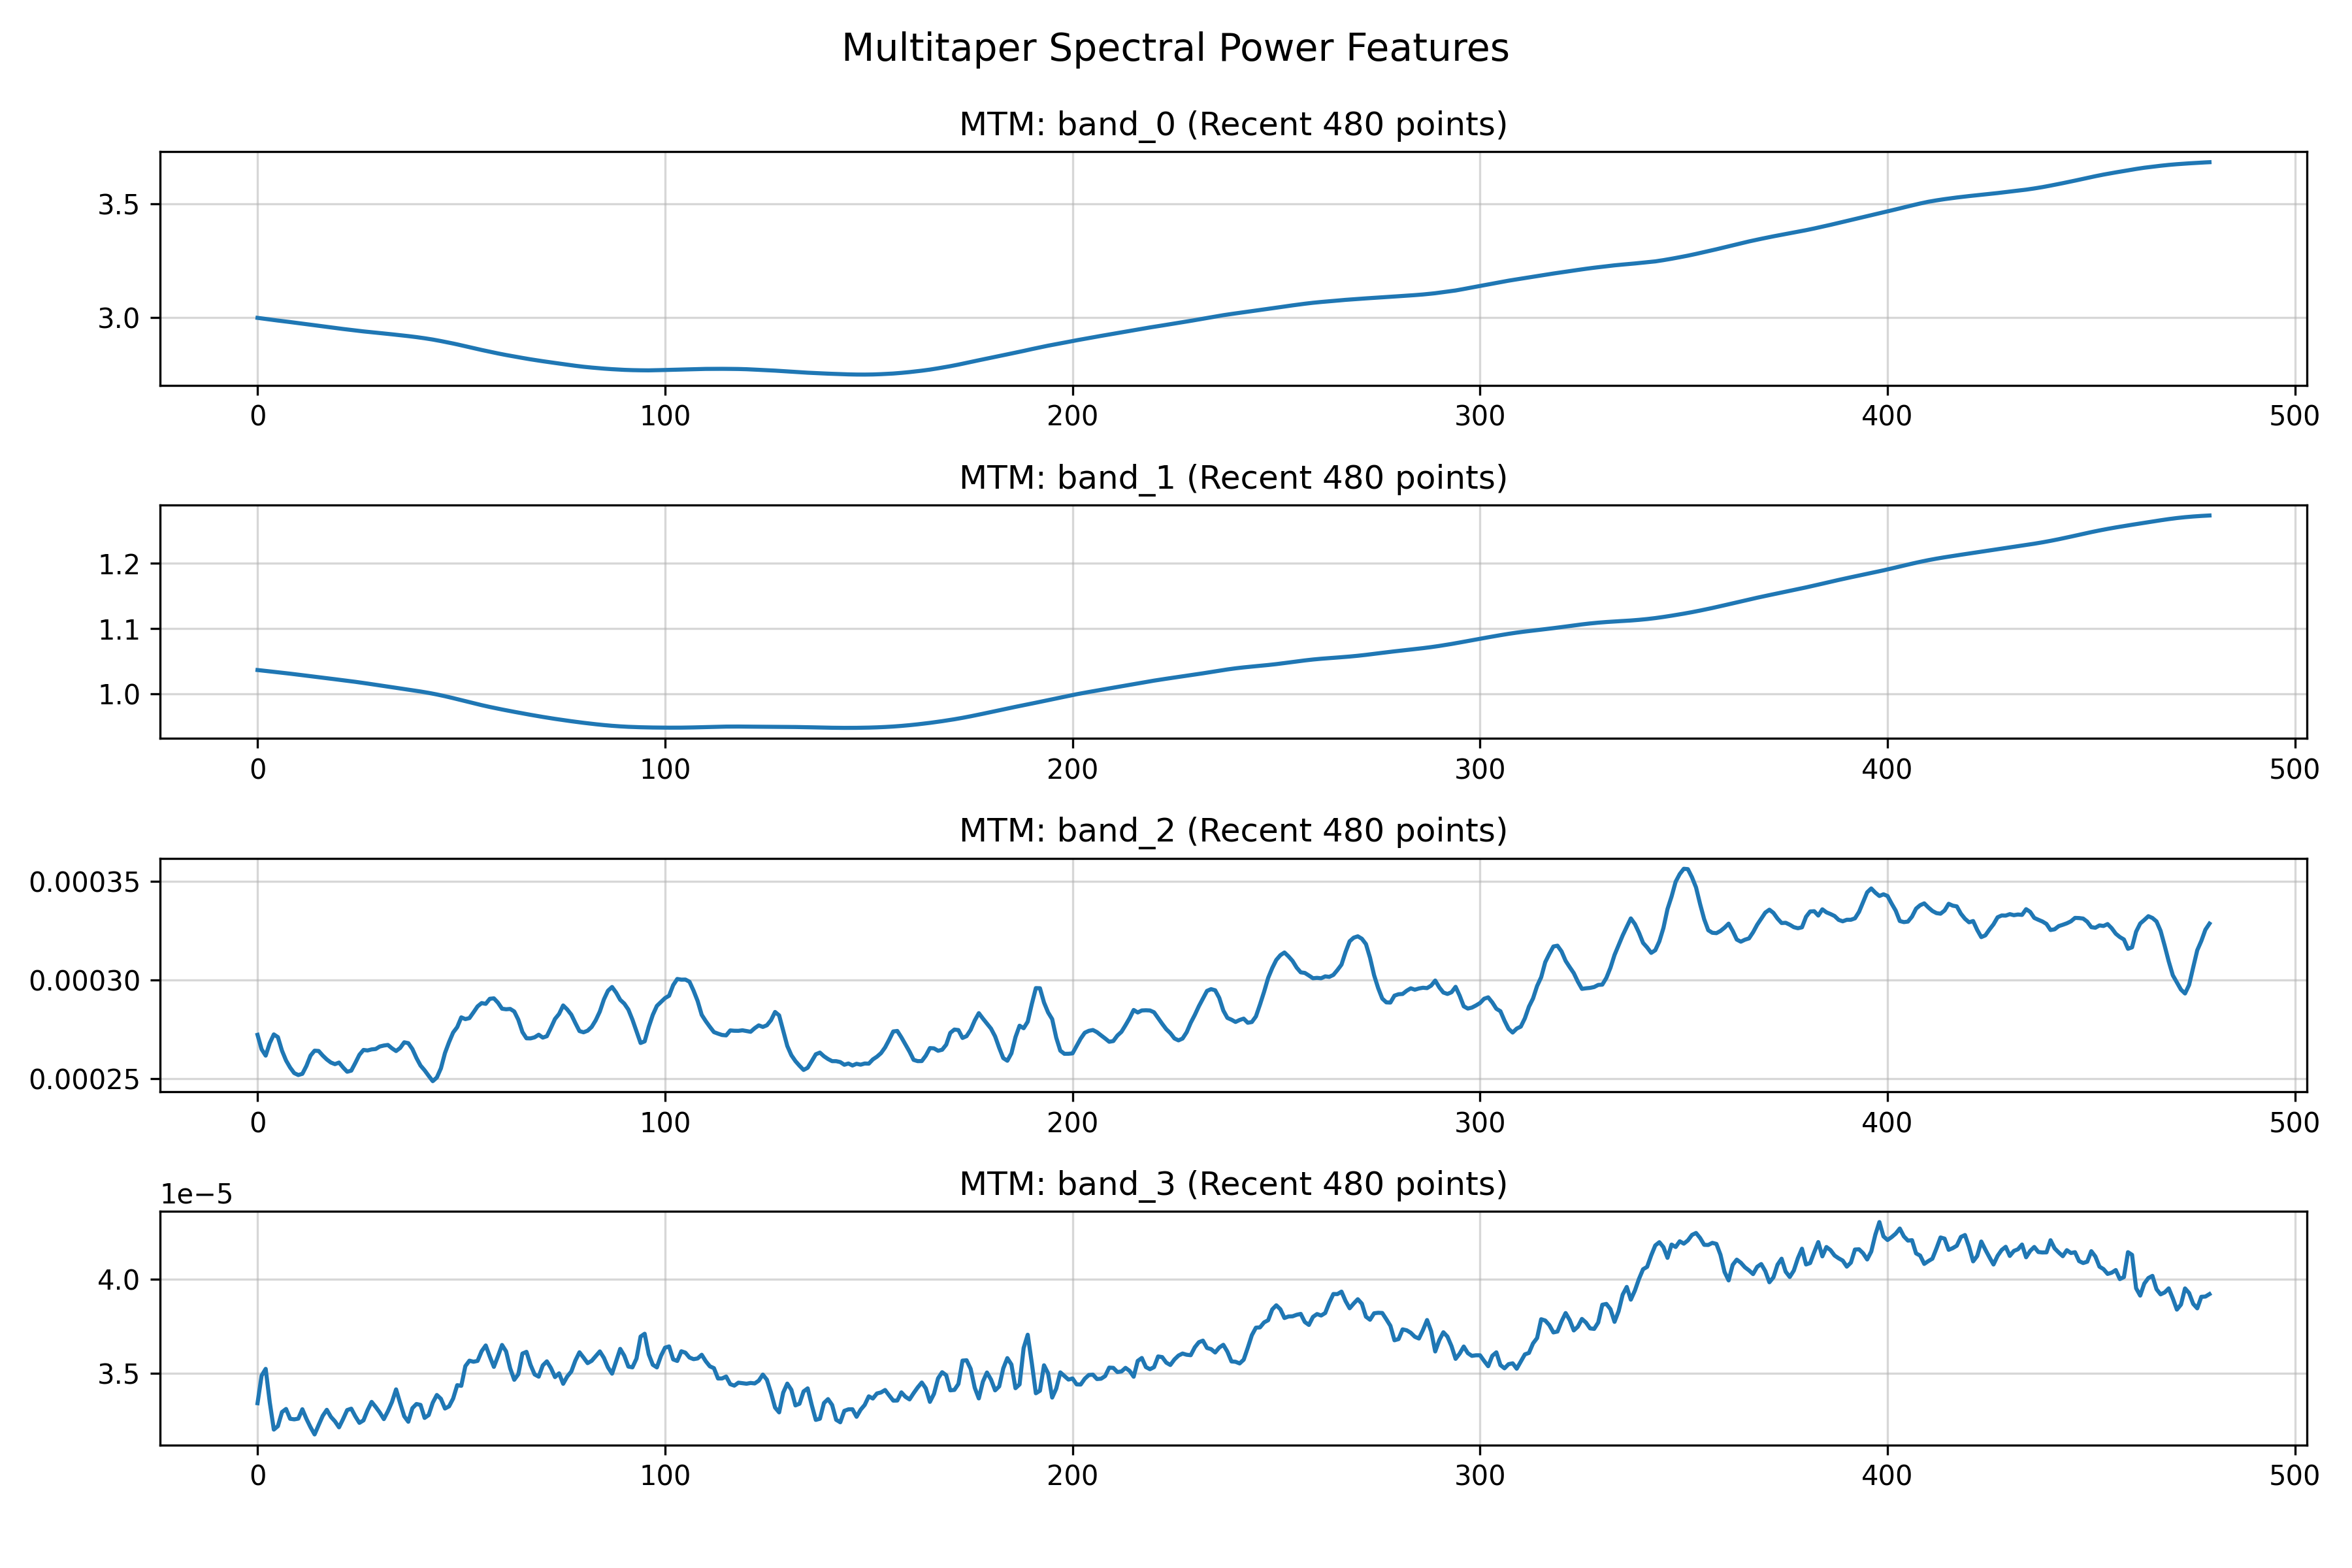 Multitaper Spectral Power Features
MTM: band_0 (Recent 480 points)
3.5
3.0
0 100 200 300 400 500
MTM: band_1 (Recent 480 points)
1.2
1.1
1.0
0 100 200 300 400 500
MTM: band_2 (Recent 480 points)
0.00035
0.00030
0.00025
0 100 200 300 400 500
MTM: band_3 (Recent 480 points)
1e−5
4.0
3.5
0 100 200 300 400 500